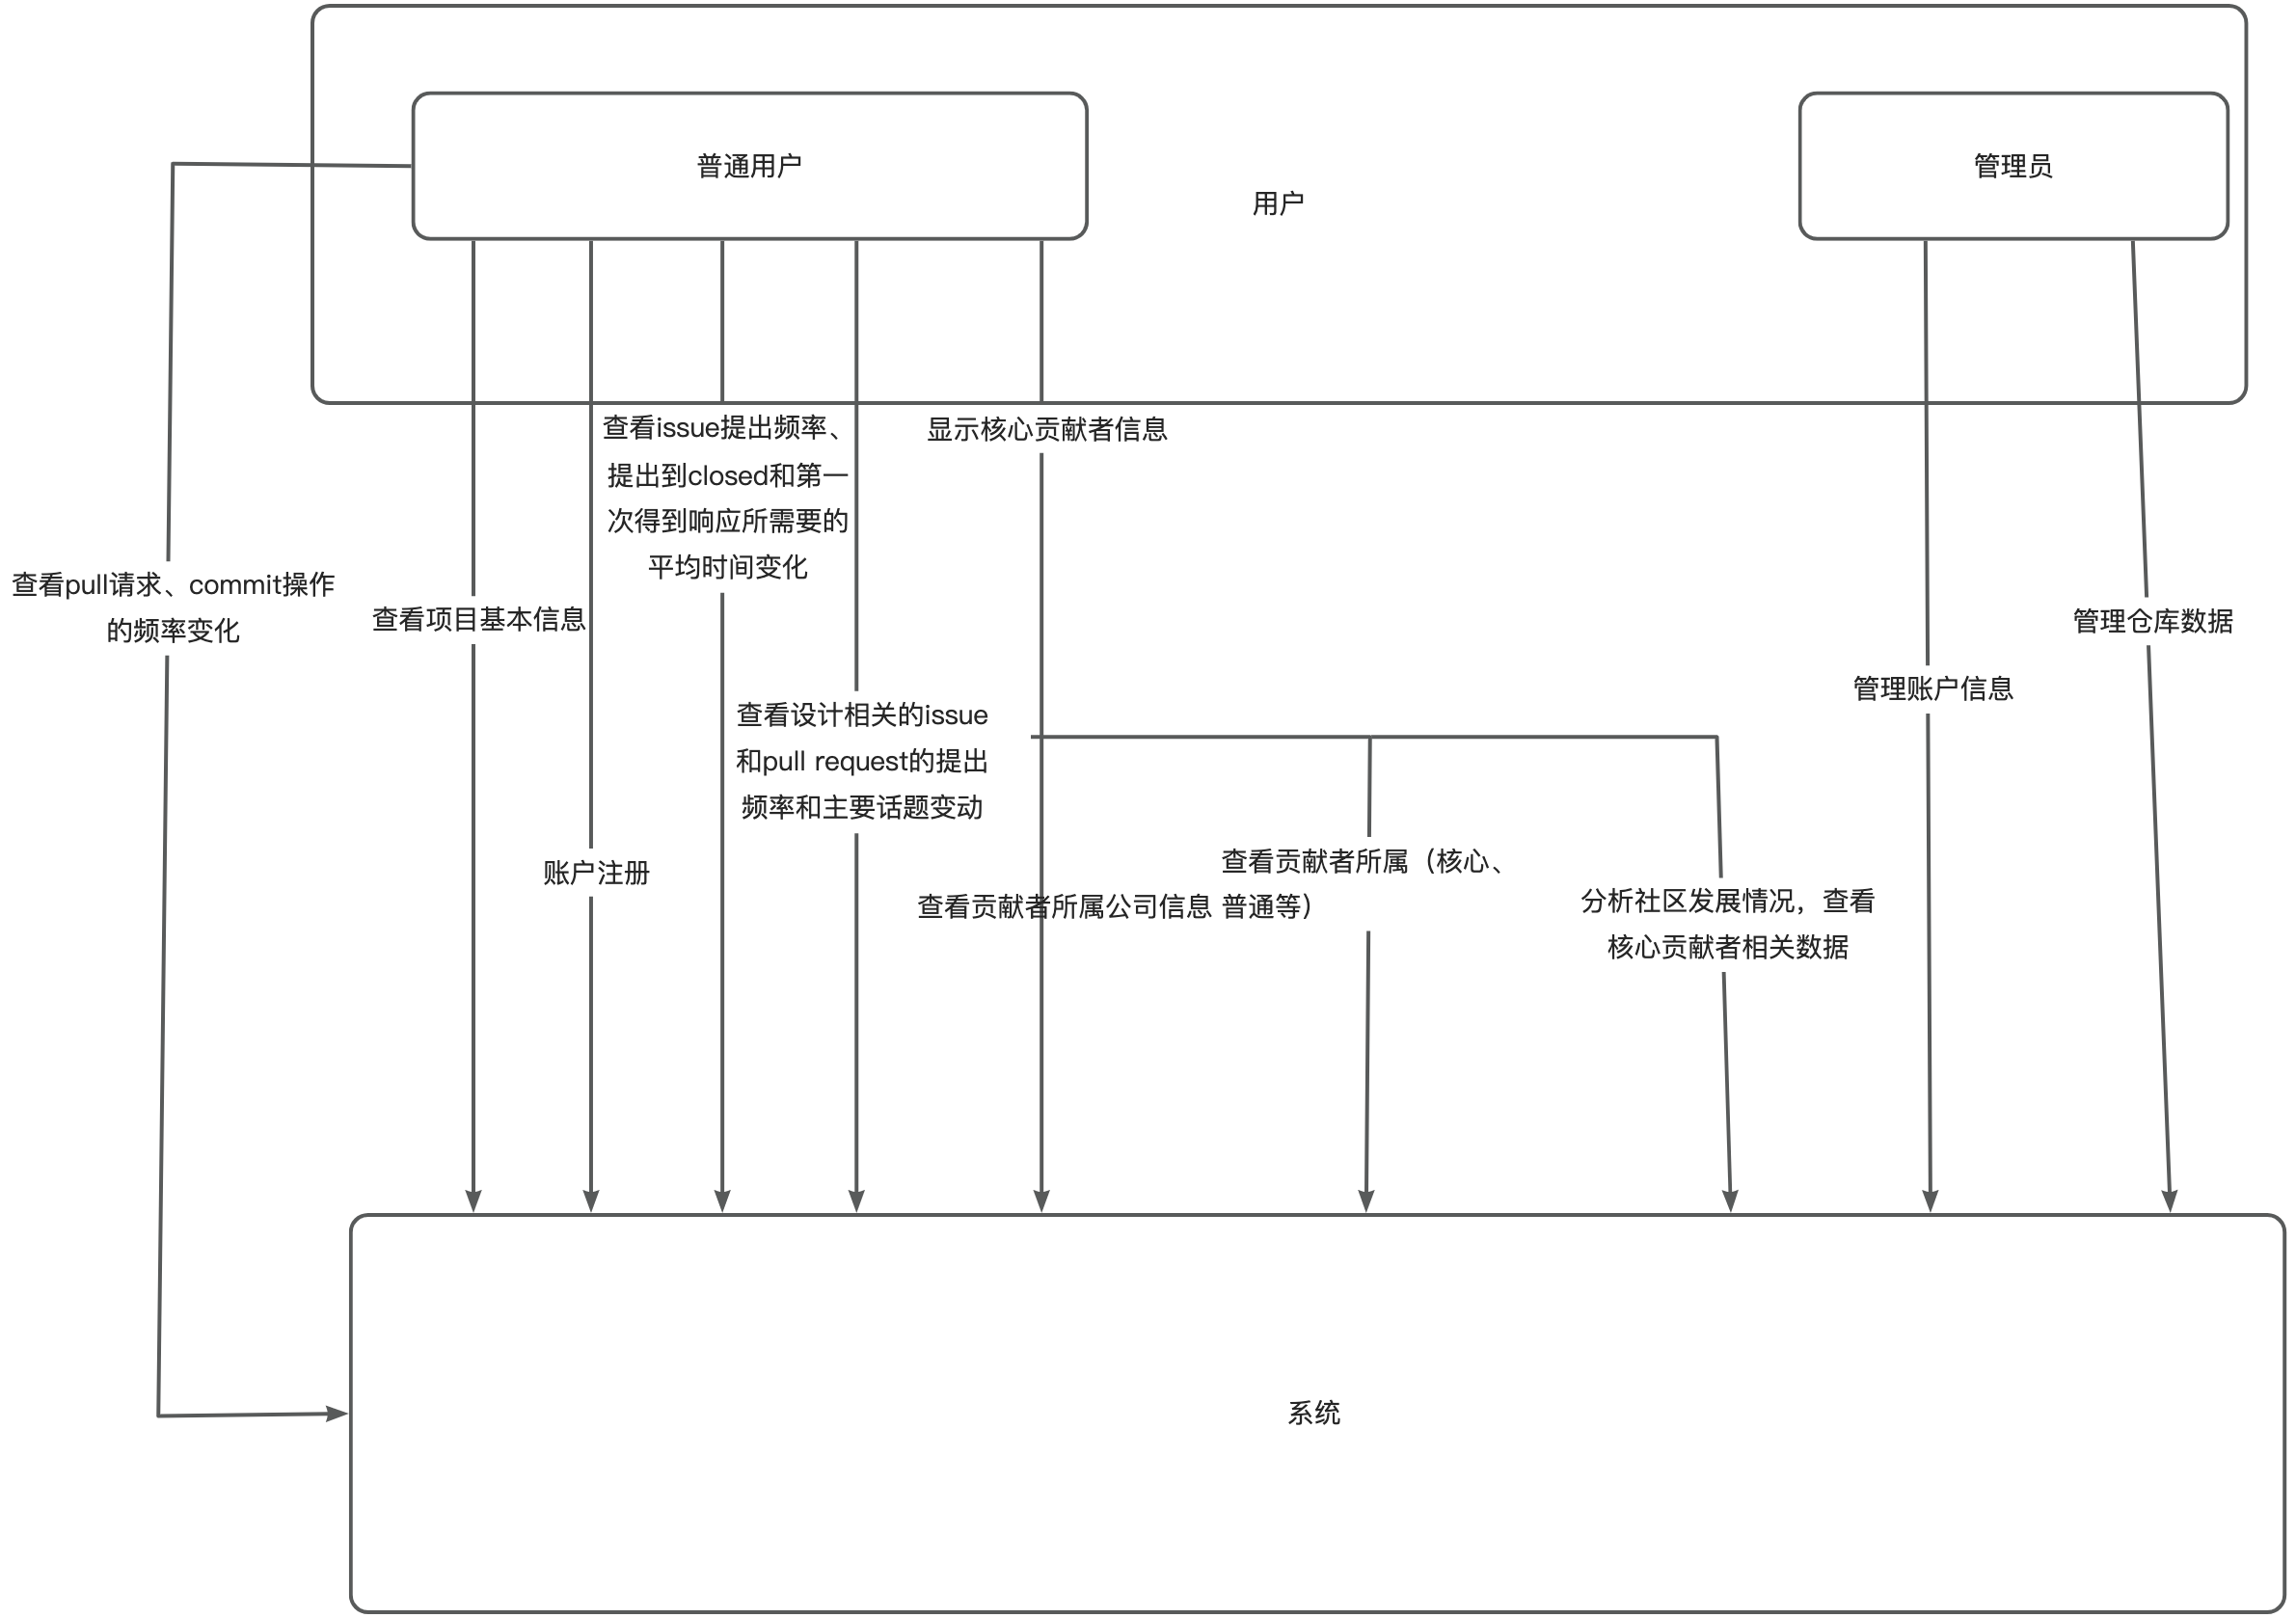 普通用户
用户
管理员
查看issue提出频率、
提出到closed和第一
次得到响应所需要的
平均时间变化
显示核心贡献者信息
查看pull请求、commit操作
的频率变化
查看项目基本信息
管理仓库数据
管理账户信息
查看设计相关的issue
和pull request的提出
频率和主要话题变动
账户注册
查看贡献者所属公司信息
查看贡献者所属（核心、
普通等）
分析社区发展情况，查看
核心贡献者相关数据
系统